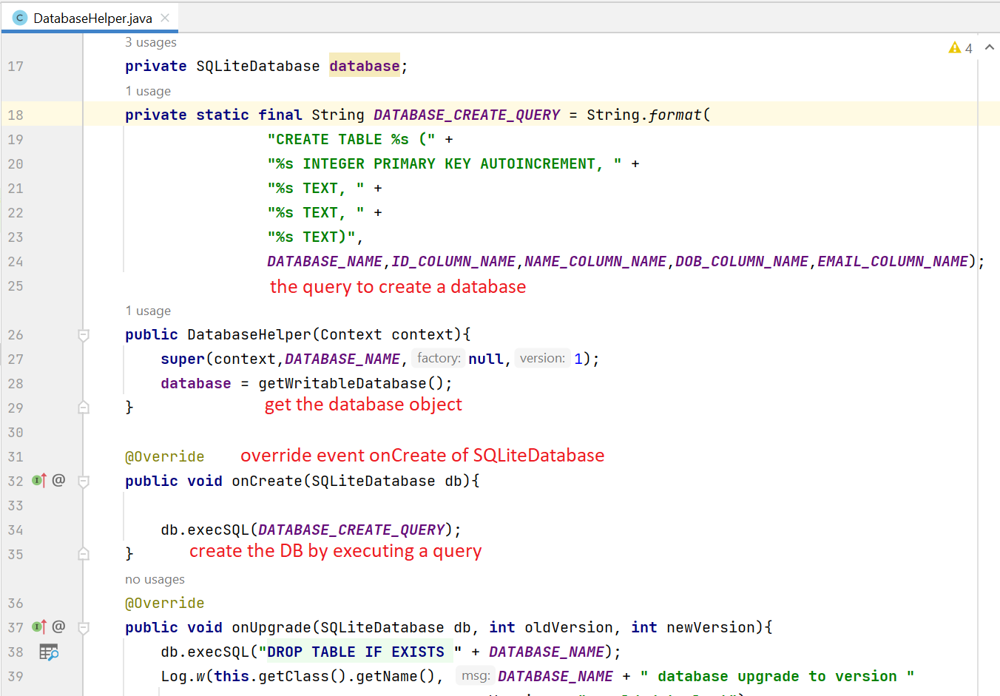 DatabaseHelper.java
3 usages
4
17 private SQLiteDatabase database;
1 usage
18 private static final String DATABASE_CREATE_QUERY = String.format(
19 "CREATE TABLE %s (" +
20 "%s INTEGER PRIMARY KEY AUTOINCREMENT, " +
21 "%s TEXT, " +
22 "%s TEXT, " +
23 "%s TEXT)",
24 DATABASE_NAME,ID_COLUMN_NAME,NAME_COLUMN_NAME,DOB_COLUMN_NAME,EMAIL_COLUMN_NAME);
25 the query to create a database
1 usage
26 public DatabaseHelper(Context context){
27 super(context,DATABASE_NAME, factory: null, version: 1);
28 database = getWritableDatabase();
29 } get the database object
30
31 @Override override event onCreate of SQLiteDatabase
32 public void onCreate(SQLiteDatabase db){
33
34 db.execSQL(DATABASE_CREATE_QUERY);
35 } create the DB by executing a query
no usages
36 @Override
37 public void onUpgrade(SQLiteDatabase db, int oldVersion, int newVersion){
38 db.execSQL("DROP TABLE IF EXISTS " + DATABASE_NAME);
39 Log.w(this.getClass().getName(), msg: DATABASE_NAME + " database upgrade to version "